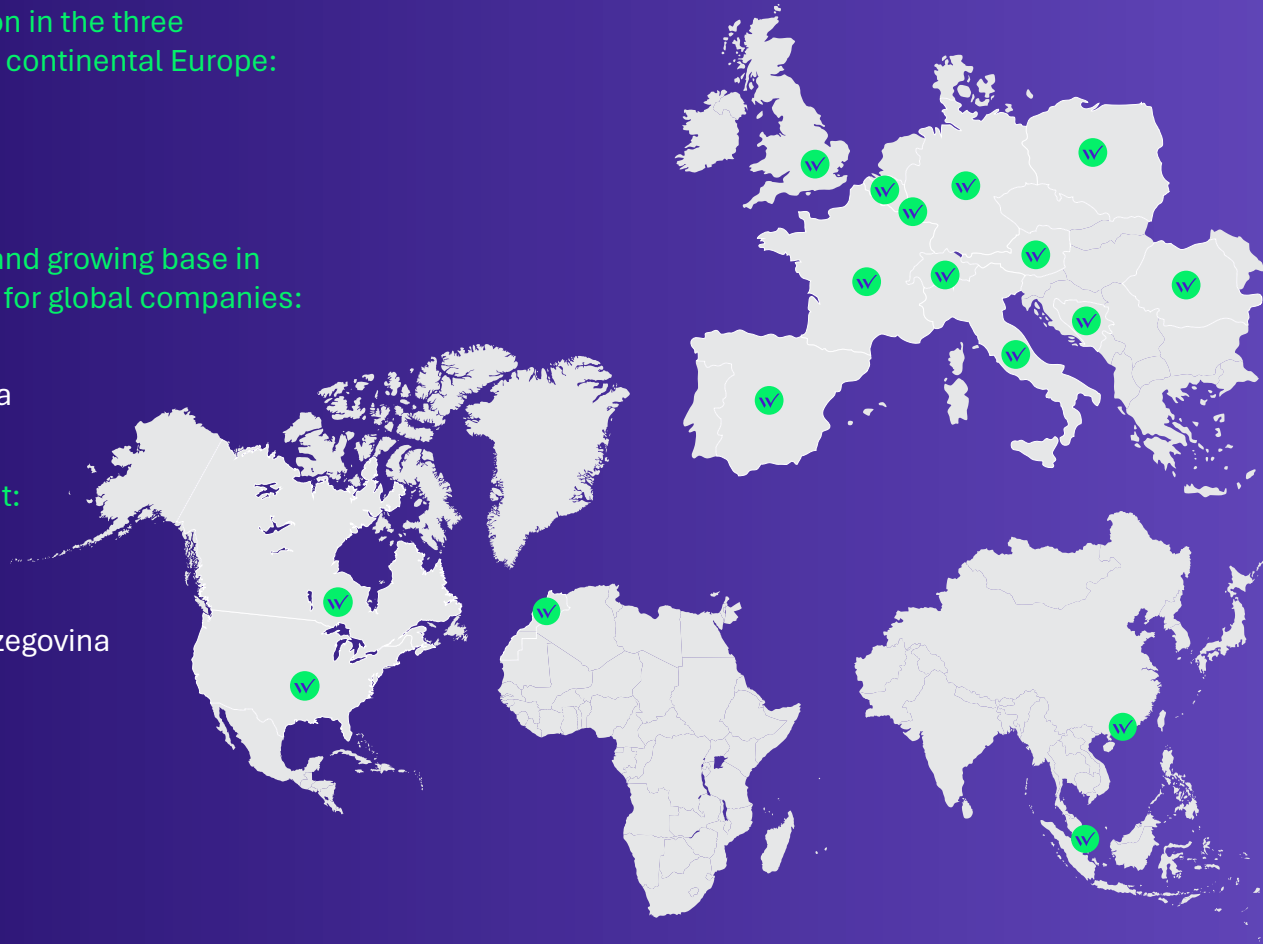 on in the three
continental Europe:
and growing base in
for global companies:
a
t:
zegovina